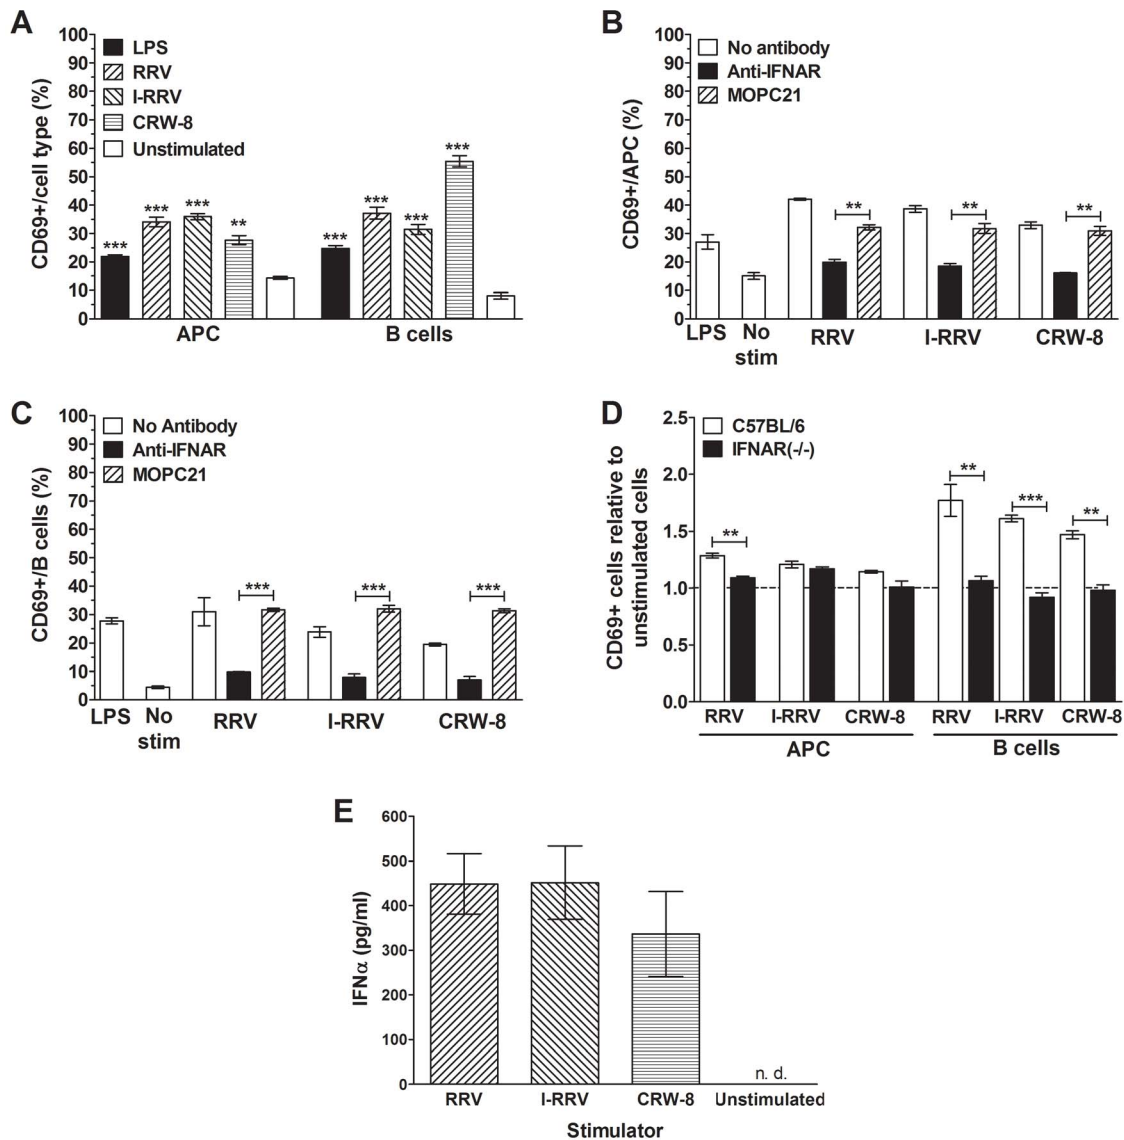 A
CD69+/cell type (%)
100
90
80
70
60
50
40
30
20
10
0
LPS
RRV
I-RRV
CRW-8
Unstimulated
*** *** *** **
*** *** *** ***
APC B cells
B
CD69+/APC (%)
100
90
80
70
60
50
40
30
20
10
0
No antibody
Anti-IFNAR
MOPC21
** ** **
LPS No stim RRV I-RRV CRW-8
C
CD69+/B cells (%)
100
90
80
70
60
50
40
30
20
10
0
No Antibody
Anti-IFNAR
MOPC21
*** *** ***
LPS No stim RRV I-RRV CRW-8
D
CD69+ cells relative to
unstimulated cells
2.5
2.0
1.5
1.0
0.5
0.0
C57BL/6
IFNAR(-/-)
** ** *** **
RRV I-RRV CRW-8 RRV I-RRV CRW-8
APC B cells
E
IFNα (pg/ml)
600
500
400
300
200
100
0
n. d.
RRV I-RRV CRW-8 Unstimulated
Stimulator